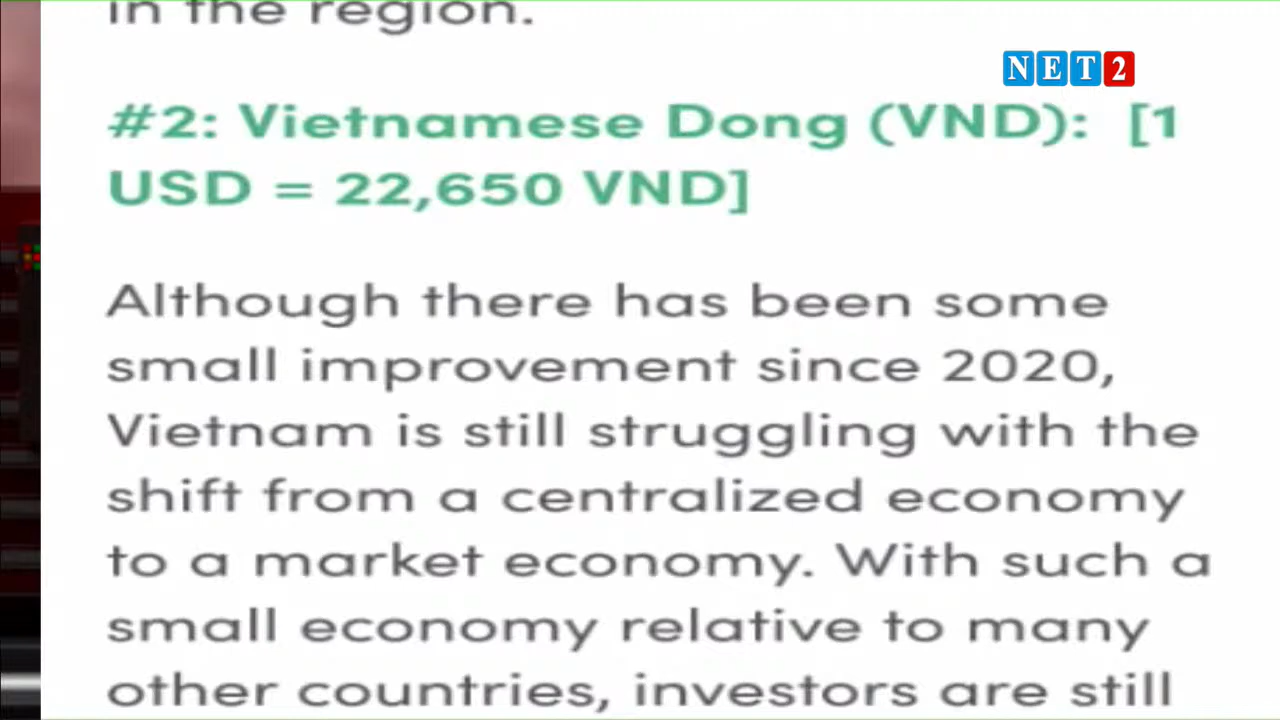 in the region.
NET2
#2: Vietnamese Dong (VND): [1
USD = 22,650 VND]
Although there has been some
small improvement since 2020,
Vietnam is still struggling with the
shift from a centralized economy
to a market economy. With such a
small economy relative to many
other countries, investors are still